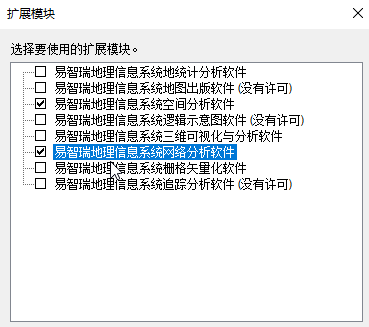 扩展模块
选择要使用的扩展模块。
易智瑞地理信息系统地统计分析软件
易智瑞地理信息系统地图出版软件 (没有许可)
易智瑞地理信息系统空间分析软件
易智瑞地理信息系统逻辑示意图软件 (没有许可)
易智瑞地理信息系统三维可视化与分析软件
易智瑞地理信息系统网络分析软件
易智瑞地理信息系统栅格矢量化软件
易智瑞地理信息系统追踪分析软件 (没有许可)